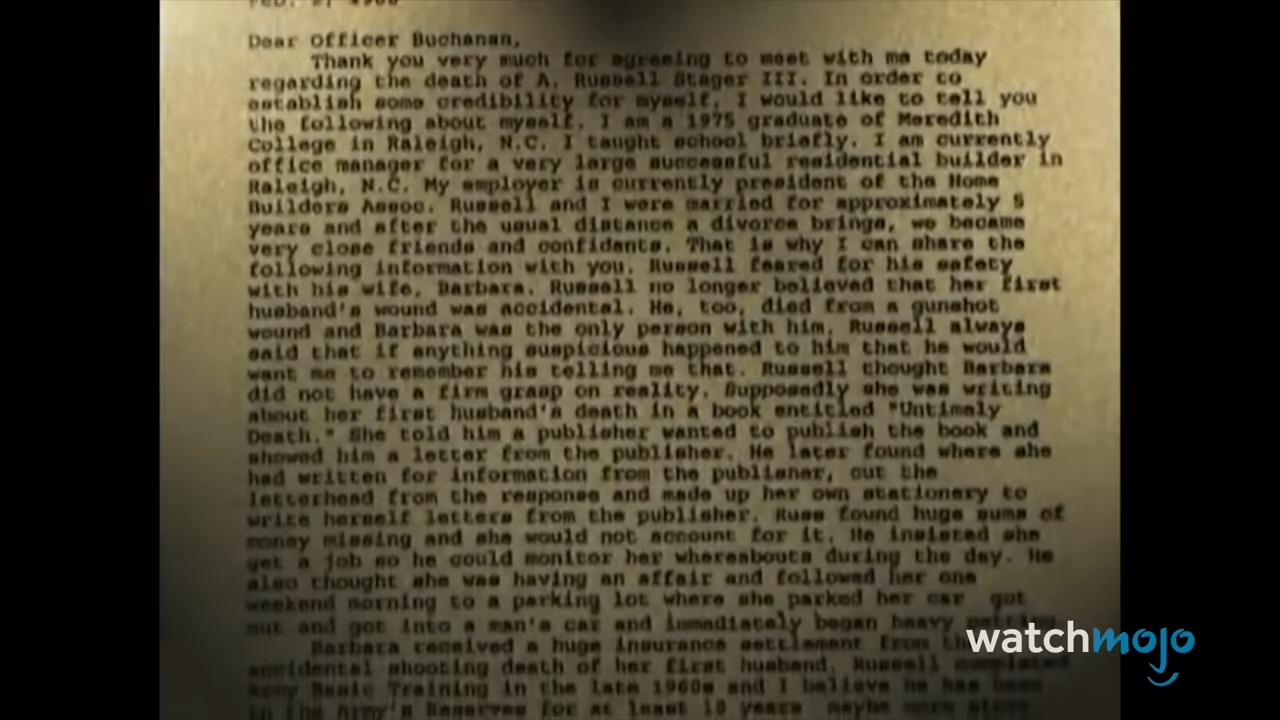 Feb. 2, 1988
Dear Officer Buchanan,
Thank you very much for agreeing to meet with me today
regarding the death of A. Russell Stager III. In order to
establish some credibility for myself, I would like to tell you
the following about myself. I am a 1975 graduate of Meredith
College in Raleigh, N.C. I taught school briefly. I am currently
office manager for a very large successful residential builder in
Raleigh, N.C. My employer is currently president of the Home
Builders Assoc. Russell and I were married for approximately 5
years and after the usual distance a divorce brings, we became
very close friends and confidants. That is why I can share the
following information with you. Russell feared for his safety
with his wife, Barbara. Russell no longer believed that her first
husband's wound was accidental. He, too, died from a gunshot
wound and Barbara was the only person with him. Russell always
said that if anything suspicious happened to him that he would
want me to remember his telling me that. Russell thought Barbara
did not have a firm grasp on reality. Supposedly she was writing
about her first husband's death in a book entitled "Untimaly
Death." She told him a publisher wanted to publish the book and
showed him a letter from the publisher. He later found where she
had written for information from the publisher, cut the
letterhead from the response and made up her own stationery to
write herself letters from the publisher. Russ found huge sums of
money missing and she would not account for it. He insisted she
get a job so he could monitor her whereabouts during the day. He
also thought she was having an affair and followed her one
weekend morning to a parking lot where she parked her car got
out and got into a man's car and immediately began heavy petting.
Barbara received a huge insurance settlement from the
accidental shooting death of her first husband. Russell completed
Army Basic Training in the late 1960s and I believe he has been
in the Army's Reserves for at least 10 years maybe more
watchmojo